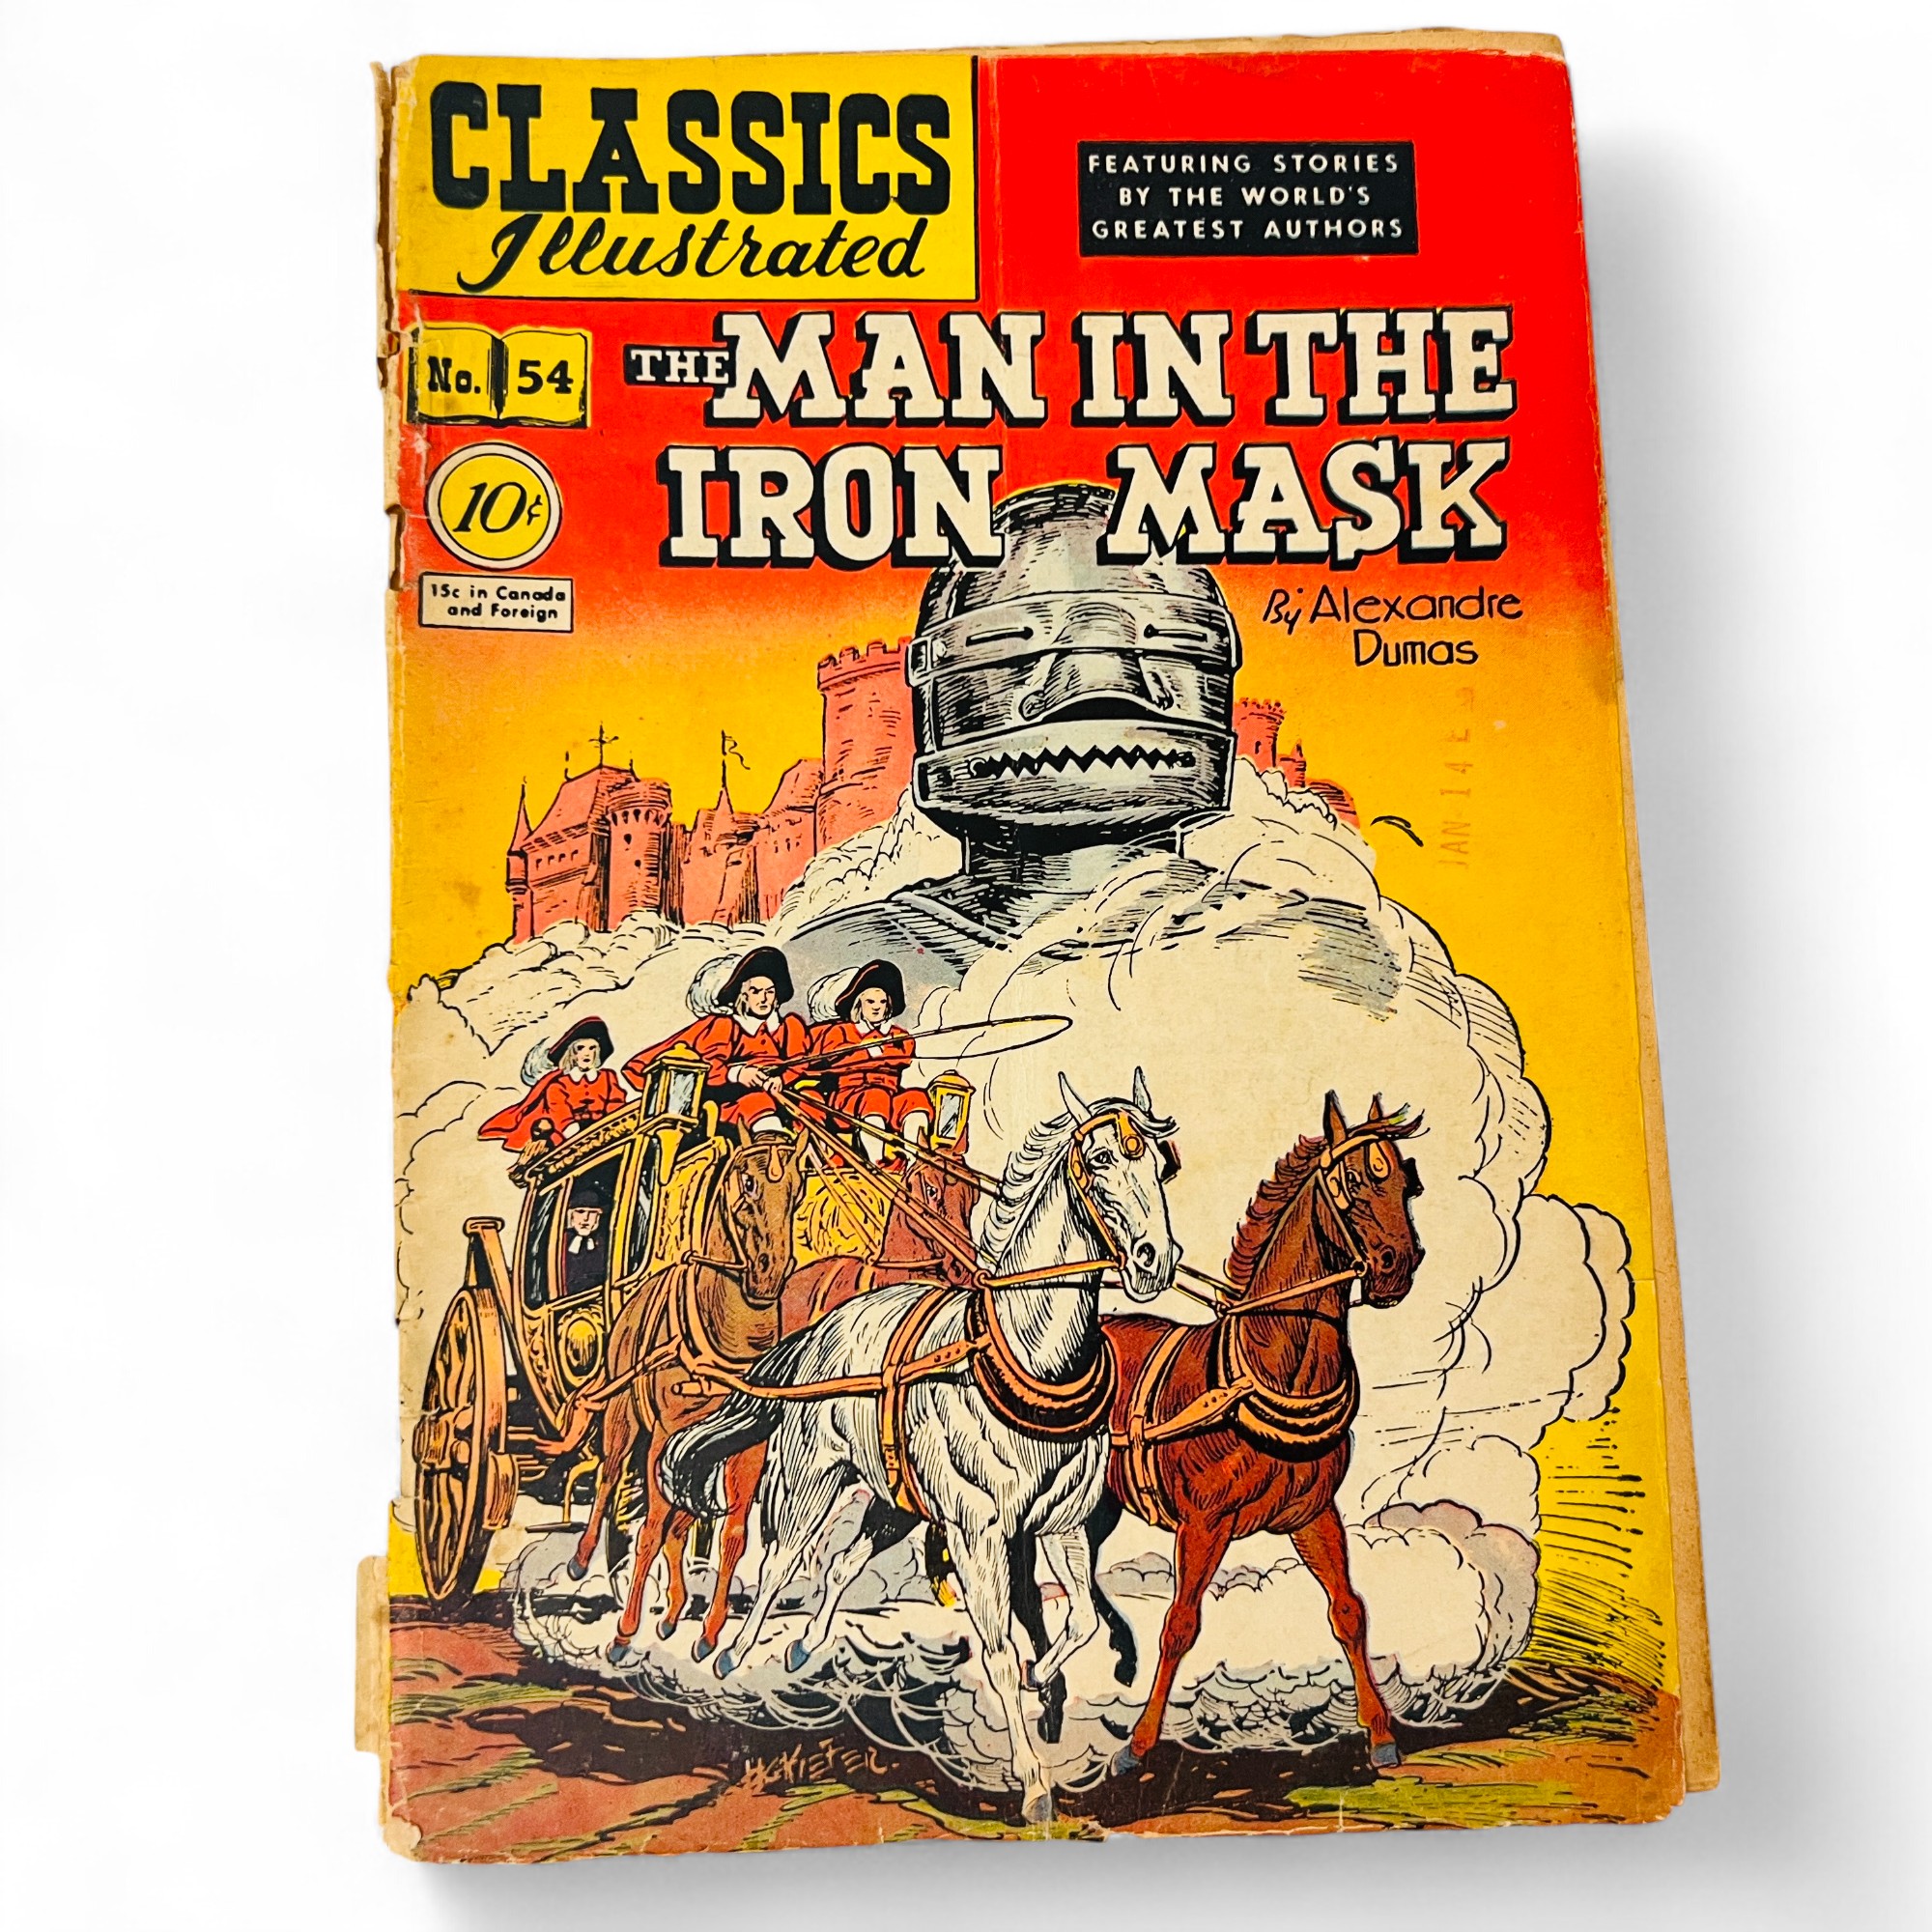 CLASSICS
Illustrated
FEATURING STORIES
BY THE WORLD'S
GREATEST AUTHORS
No. 54
THE MAN IN THE
IRON MASK
10¢
15c in Canada
and Foreign
By Alexandre
Dumas
JAN 14
HCKIEFER.